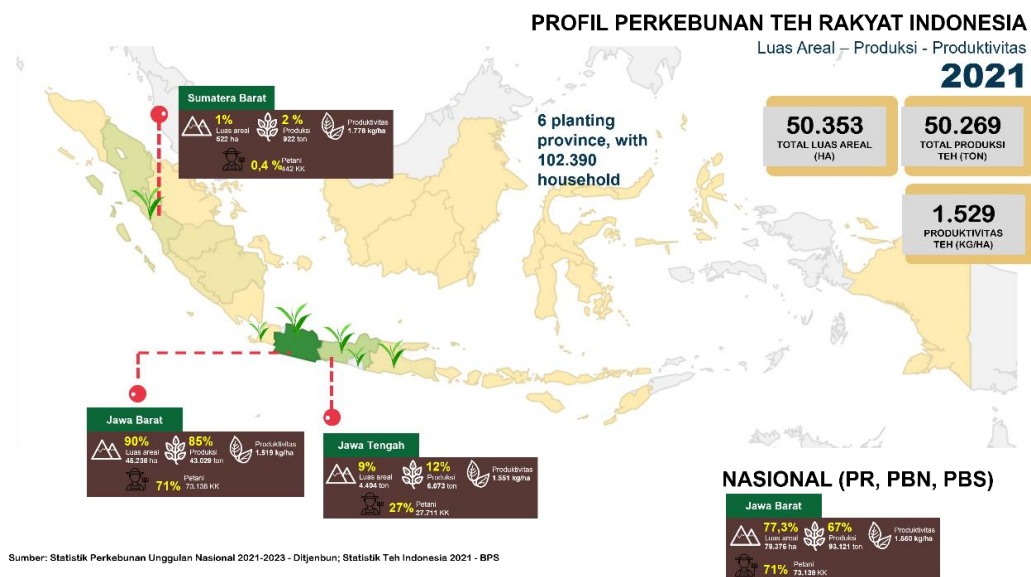 PROFIL PERKEBUNAN TEH RAKYAT INDONESIA
Luas Areal – Produksi - Produktivitas
2021
50.353
TOTAL LUAS AREAL
(HA)
50.269
TOTAL PRODUKSI
TEH (TON)
1.529
PRODUKTIVITAS
TEH (KG/HA)
6 planting
province, with
102.390
household
Sumatera Barat
1%
Luas areal
522 ha
2 %
Produksi
922 ton
Produktivitas
1.778 kg/ha
0,4 %
Petani
442 KK
Jawa Barat
90%
Luas areal
45.238 ha
85%
Produksi
43.029 ton
Produktivitas
1.519 kg/ha
71%
Petani
73.138 KK
Jawa Tengah
9%
Luas areal
4.404 ton
12%
Produksi
6.073 ton
Produktivitas
1.551 kg/ha
27%
Petani
27.711 KK
NASIONAL (PR, PBN, PBS)
Jawa Barat
77,3%
Luas areal
79.376 ha
67%
Produksi
93.121 ton
Produktivitas
1.550 kg/ha
71%
Petani
73.138 KK
Sumber: Statistik Perkebunan Unggulan Nasional 2021-2023 - Ditjenbun; Statistik Teh Indonesia 2021 - BPS